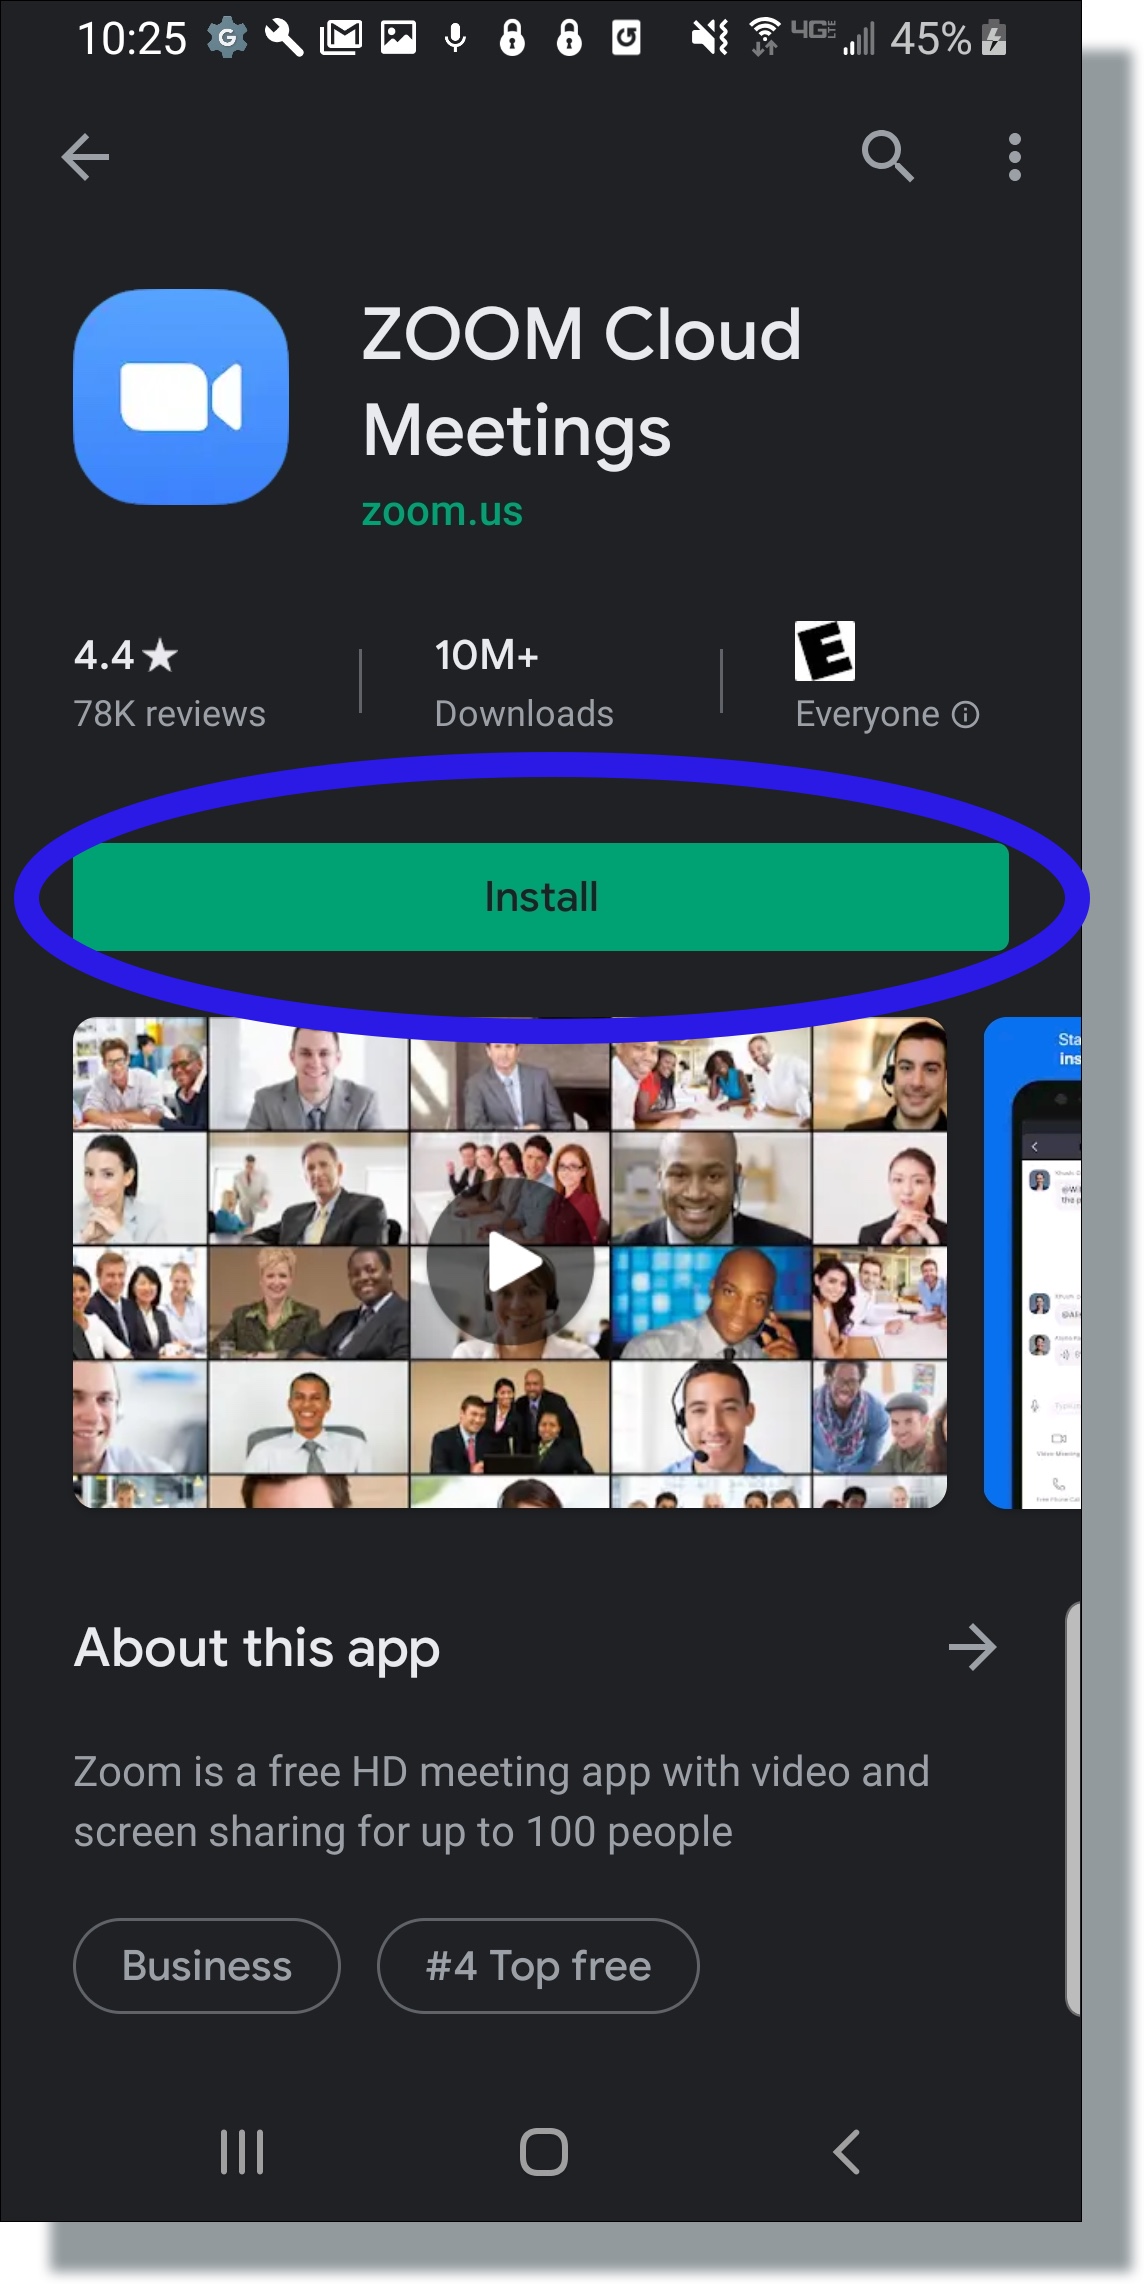 10:25 G 4G LTE 45%
ZOOM Cloud
Meetings
zoom.us
4.4★ 10M+ E
78K reviews Downloads Everyone
Install
Sta
ins
About this app
Zoom is a free HD meeting app with video and
screen sharing for up to 100 people
Business #4 Top free